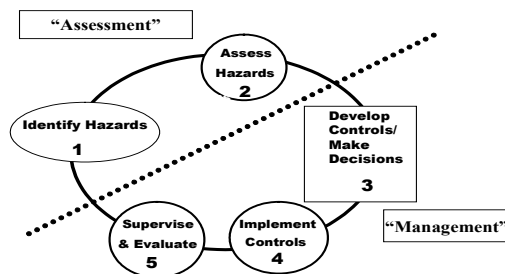 “Assessment”
Assess
Hazards
2
Identify Hazards
1
Develop
Controls/
Make
Decisions
3
“Management”
Implement
Controls
4
Supervise
& Evaluate
5